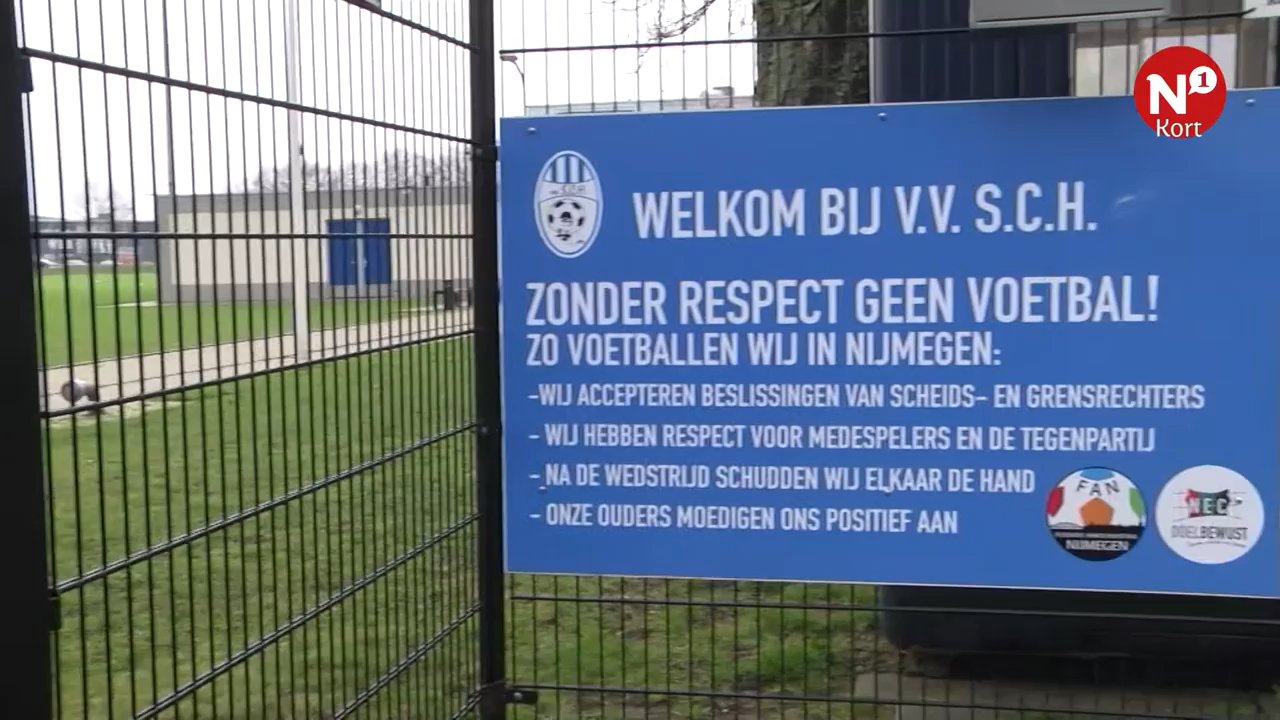 N1
Kort
S.C.H.
WELKOM BIJ V.V. S.C.H.
ZONDER RESPECT GEEN VOETBAL!
ZO VOETBALLEN WIJ IN NIJMEGEN:
-WIJ ACCEPTEREN BESLISSINGEN VAN SCHEIDS- EN GRENSRECHTERS
- WIJ HEBBEN RESPECT VOOR MEDESPELERS EN DE TEGENPARTIJ
- NA DE WEDSTRIJD SCHUDDEN WIJ ELKAAR DE HAND
- ONZE OUDERS MOEDIGEN ONS POSITIEF AAN
FAN
NIJMEGEN
NEC
DOELBEWUST